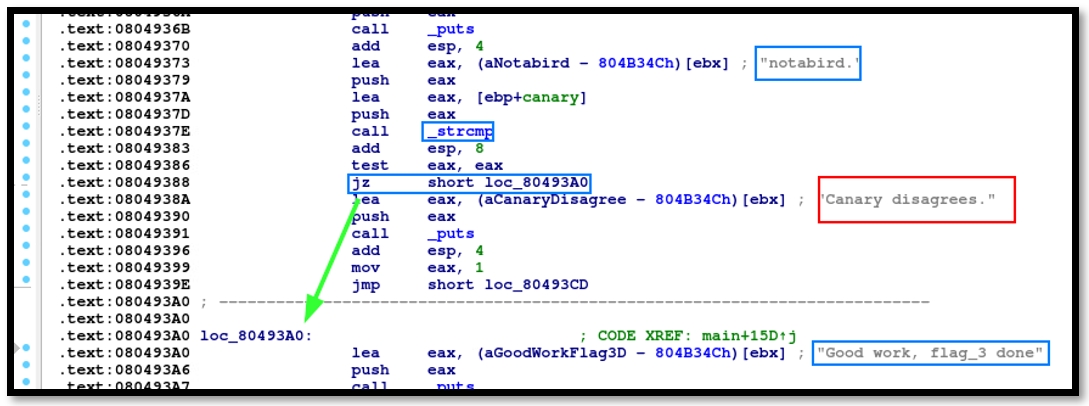 .text:0804936A push eax
.text:0804936B call _puts
.text:08049370 add esp, 4
.text:08049373 lea eax, (aNotabird - 804B34Ch)[ebx] ; "notabird."
.text:08049379 push eax
.text:0804937A lea eax, [ebp+canary]
.text:0804937D push eax
.text:0804937E call _strcmp
.text:08049383 add esp, 8
.text:08049386 test eax, eax
.text:08049388 jz short loc_80493A0
.text:0804938A lea eax, (aCanaryDisagree - 804B34Ch)[ebx] ; "Canary disagrees."
.text:08049390 push eax
.text:08049391 call _puts
.text:08049396 add esp, 4
.text:08049399 mov eax, 1
.text:0804939E jmp short loc_80493CD
.text:080493A0 ; ---------------------------------------------------------------------------
.text:080493A0
.text:080493A0 loc_80493A0: ; CODE XREF: main+15D↑j
.text:080493A0 lea eax, (aGoodWorkFlag3D - 804B34Ch)[ebx] ; "Good work, flag_3 done"
.text:080493A6 push eax
.text:080493A7 call _puts